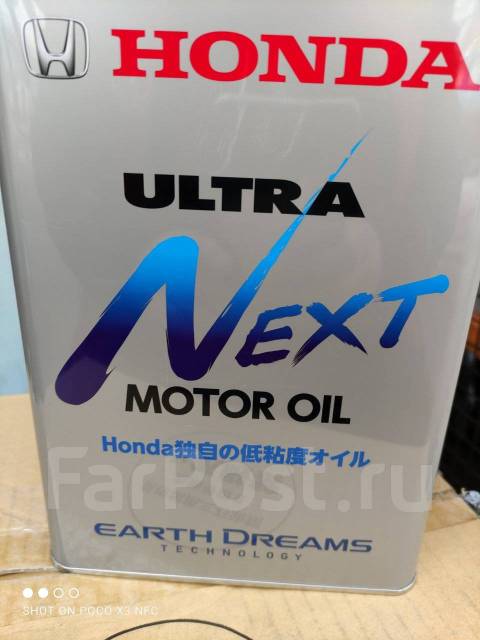 HONDA
ULTRA
NEXT
MOTOR OIL
Honda独自の低粘度オイル
FarPost.ru
EARTH DREAMS
TECHNOLOGY
SHOT ON POCO X3 NFC